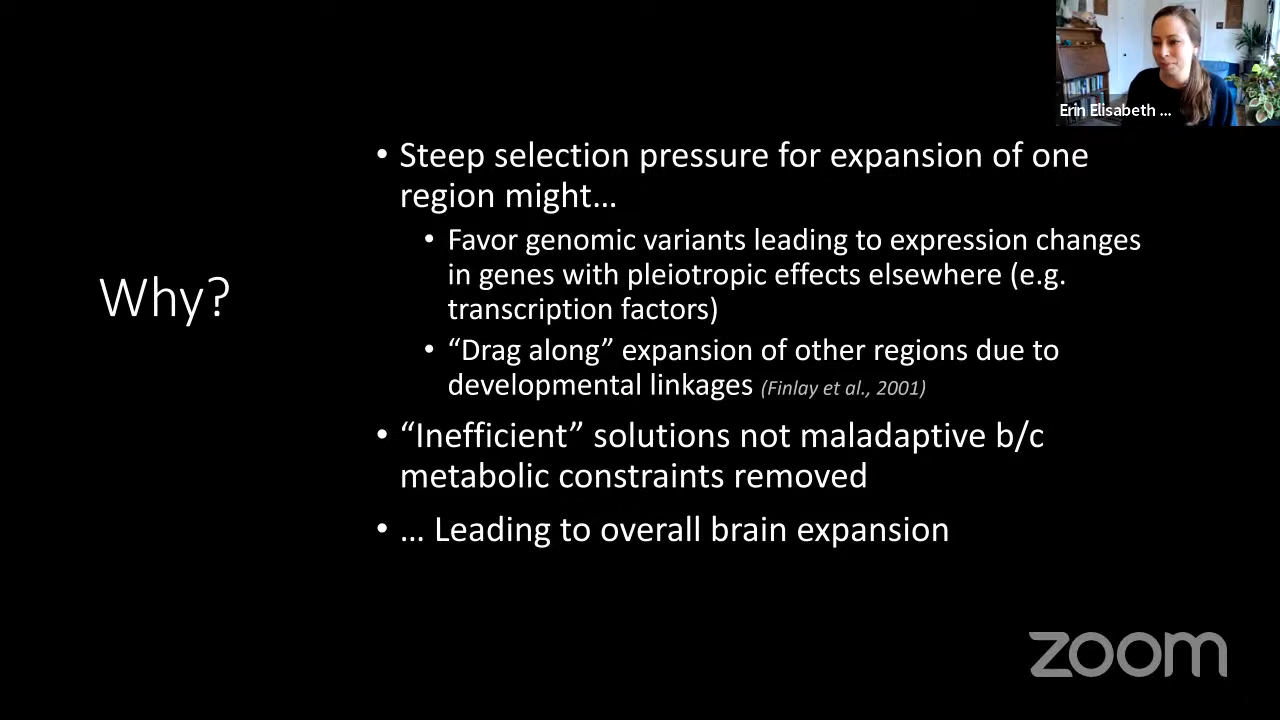 Erin Elisabeth ...
Why?
• Steep selection pressure for expansion of one
region might...
• Favor genomic variants leading to expression changes
in genes with pleiotropic effects elsewhere (e.g.
transcription factors)
• “Drag along” expansion of other regions due to
developmental linkages (Finlay et al., 2001)
• “Inefficient” solutions not maladaptive b/c
metabolic constraints removed
• ... Leading to overall brain expansion
zoom